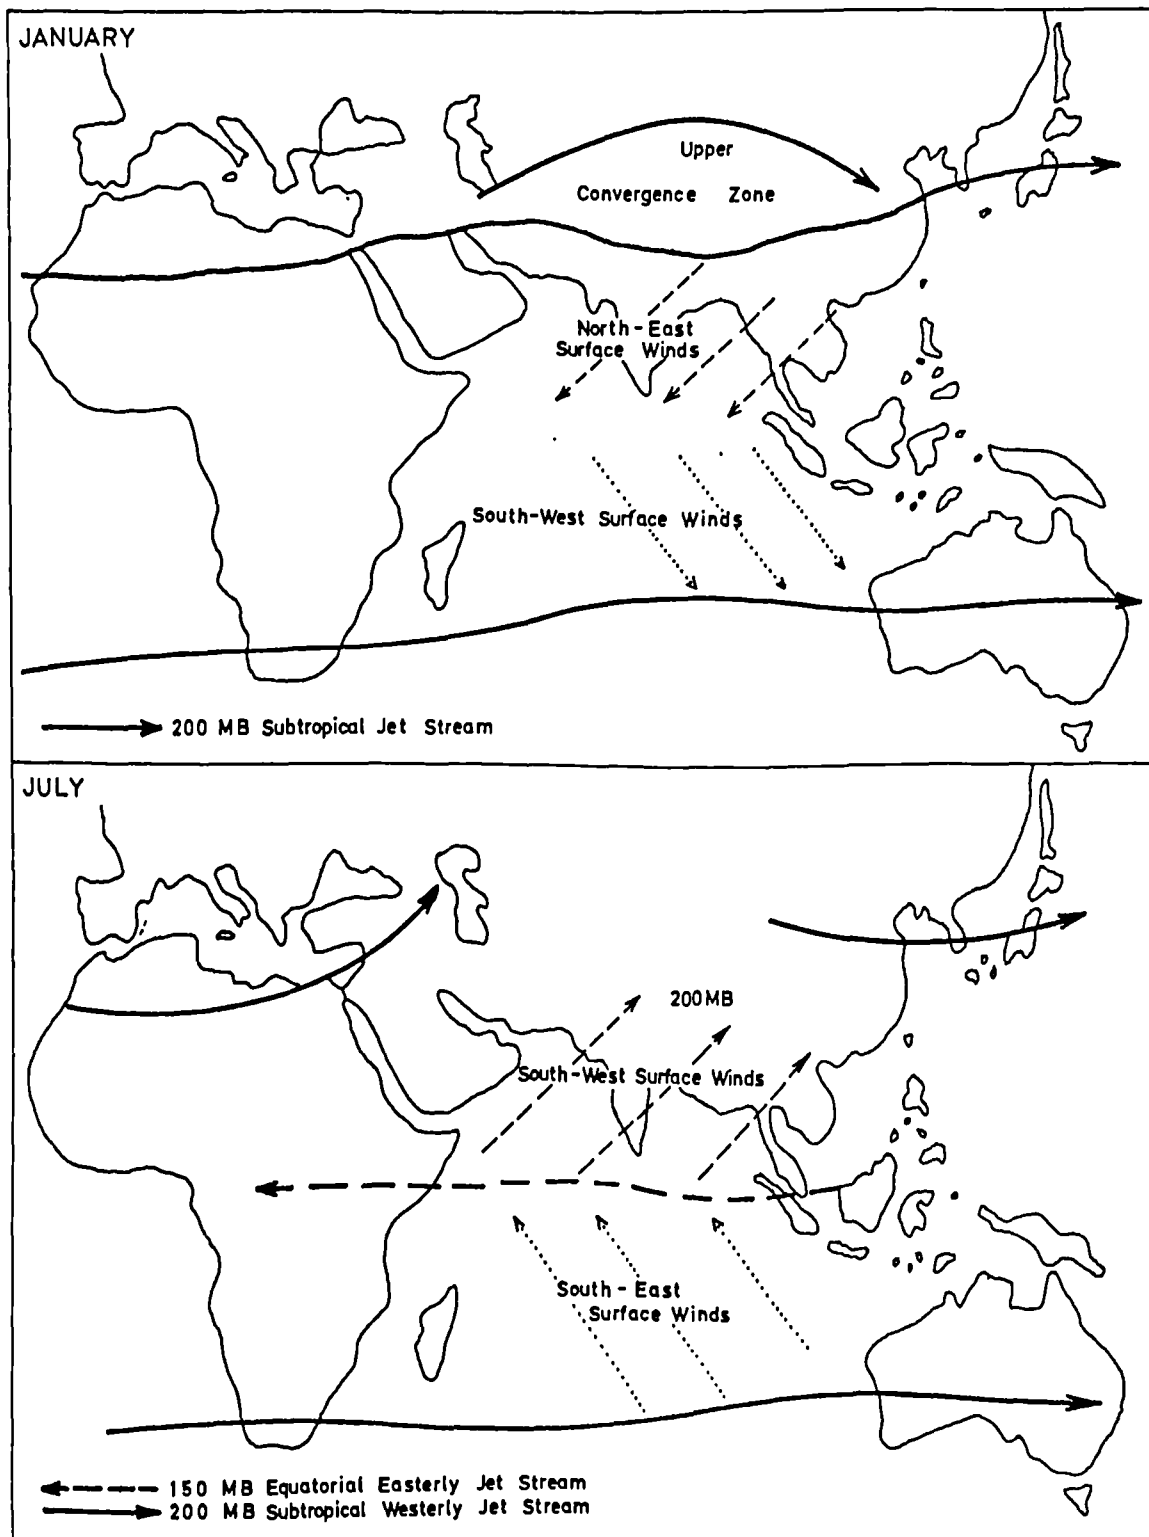 JANUARY
Upper
Convergence Zone
North-East
Surface Winds
South-West Surface Winds
200 MB Subtropical Jet Stream
JULY
200MB
South-West Surface Winds
South-East
Surface Winds
150 MB Equatorial Easterly Jet Stream
200 MB Subtropical Westerly Jet Stream